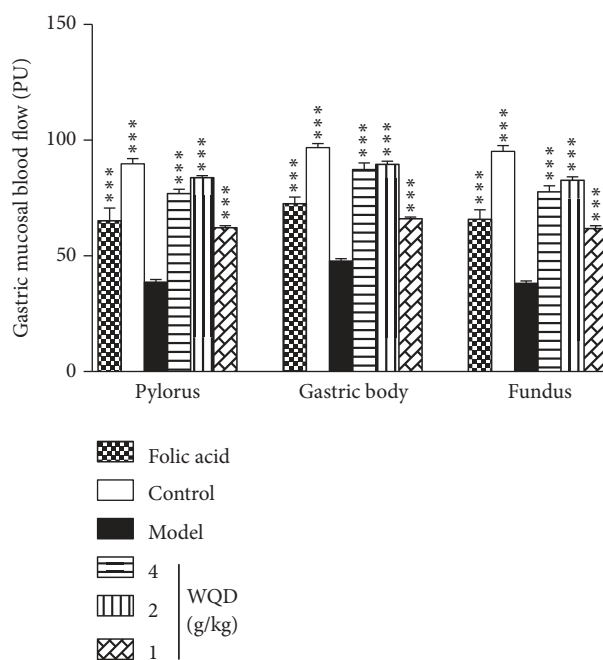 Gastric mucosal blood flow (PU)
150
100
50
0
*** *** *** *** ***
*** *** *** *** ***
*** *** *** *** ***
Pylorus Gastric body Fundus
Folic acid
Control
Model
4
2
1
WQD
(g/kg)